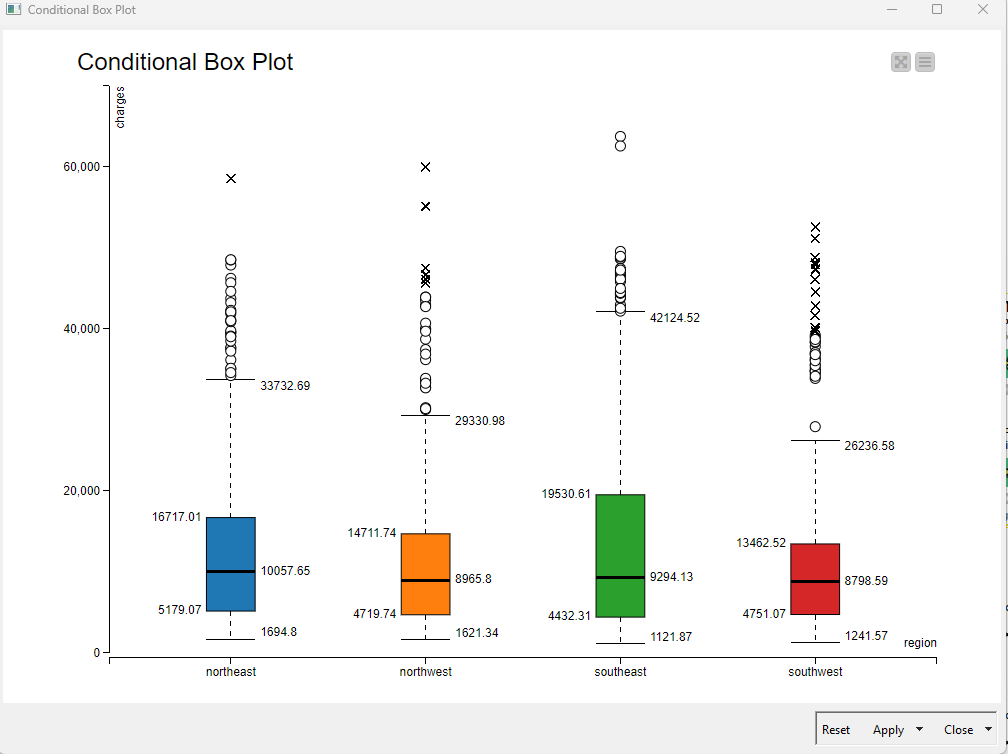 Conditional Box Plot
Conditional Box Plot
charges
60,000
40,000
20,000
0
16717.01
5179.07
33732.69
10057.65
1694.8
14711.74
4719.74
29330.98
8965.8
1621.34
19530.61
4432.31
42124.52
9294.13
1121.87
13462.52
4751.07
26236.58
8798.59
1241.57
region
northeast
northwest
southeast
southwest
Reset
Apply
Close